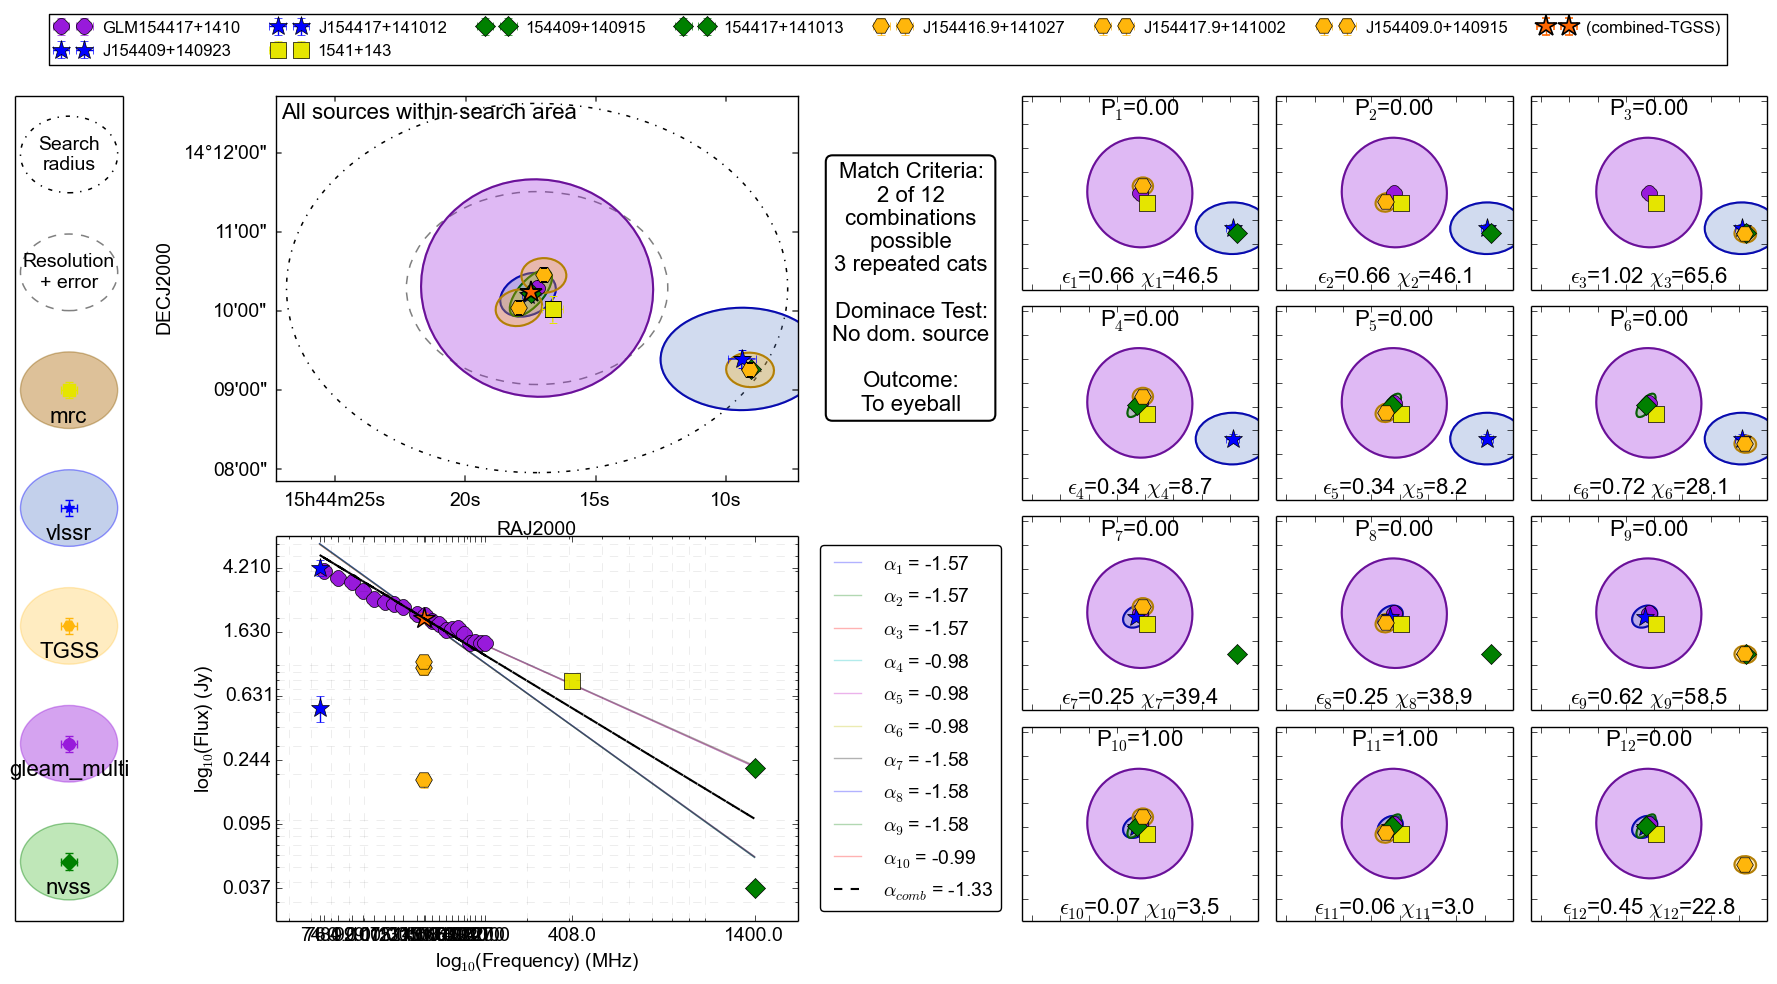 GLM154417+1410 J154417+141012 154409+140915 154417+141013 J154416.9+141027 J154417.9+141002 J154409.0+140915 (combined-TGSS)
J154409+140923 1541+143
Search
radius
Resolution
+ error
mrc
vlssr
TGSS
gleam_multi
nvss
All sources within search area
DECJ2000
14°12'00"
11'00"
10'00"
09'00"
08'00"
15h44m25s 20s 15s 10s
RAJ2000
Match Criteria:
2 of 12
combinations
possible
3 repeated cats
Dominace Test:
No dom. source
Outcome:
To eyeball
log10(Flux) (Jy)
4.210
1.630
0.631
0.244
0.095
0.037
408.0 1400.0
log10(Frequency) (MHz)
α1 = -1.57
α2 = -1.57
α3 = -1.57
α4 = -0.98
α5 = -0.98
α6 = -0.98
α7 = -1.58
α8 = -1.58
α9 = -1.58
α10 = -0.99
αcomb = -1.33
P1=0.00 P2=0.00 P3=0.00
ϵ1=0.66 χ1=46.5 ϵ2=0.66 χ2=46.1 ϵ3=1.02 χ3=65.6
P4=0.00 P5=0.00 P6=0.00
ϵ4=0.34 χ4=8.7 ϵ5=0.34 χ5=8.2 ϵ6=0.72 χ6=28.1
P7=0.00 P8=0.00 P9=0.00
ϵ7=0.25 χ7=39.4 ϵ8=0.25 χ8=38.9 ϵ9=0.62 χ9=58.5
P10=1.00 P11=1.00 P12=0.00
ϵ10=0.07 χ10=3.5 ϵ11=0.06 χ11=3.0 ϵ12=0.45 χ12=22.8